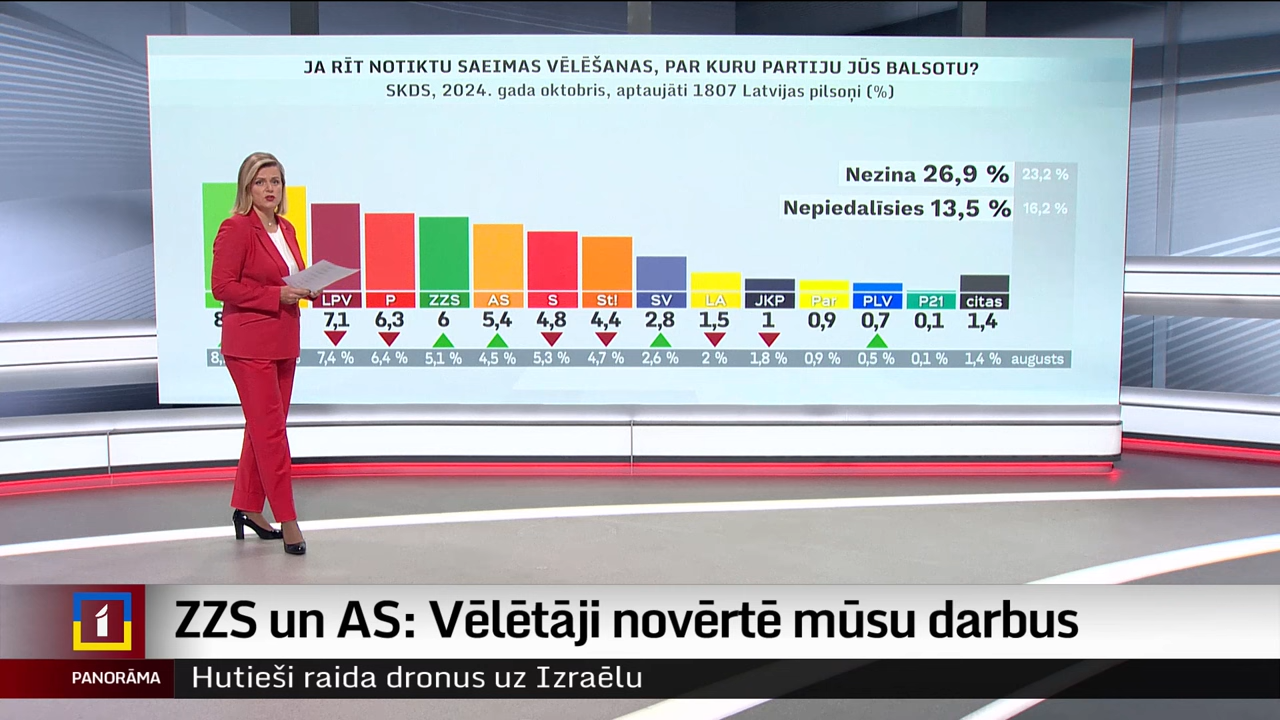 JA RĪT NOTIKTU SAEIMAS VĒLĒŠANAS, PAR KURU PARTIJU JŪS BALSOTU?
SKDS, 2024. gada oktobris, aptaujāti 1807 Latvijas pilsoņi (%)
Nezina 26,9 % 23,2 %
Nepiedalīsies 13,5 % 16,2 %
LPV P ZZS AS S St! SV LA JKP Par PLV P21 citas
7,1 6,3 6 5,4 4,8 4,4 2,8 1,5 1 0,9 0,7 0,1 1,4
7,4 % 6,4 % 5,1 % 4,5 % 5,3 % 4,7 % 2,6 % 2 % 1,8 % 0,9 % 0,5 % 0,1 % 1,4 % augusts
1 ZZS un AS: Vēlētāji novērtē mūsu darbus
PANORĀMA Hutieši raida dronus uz Izraēlu